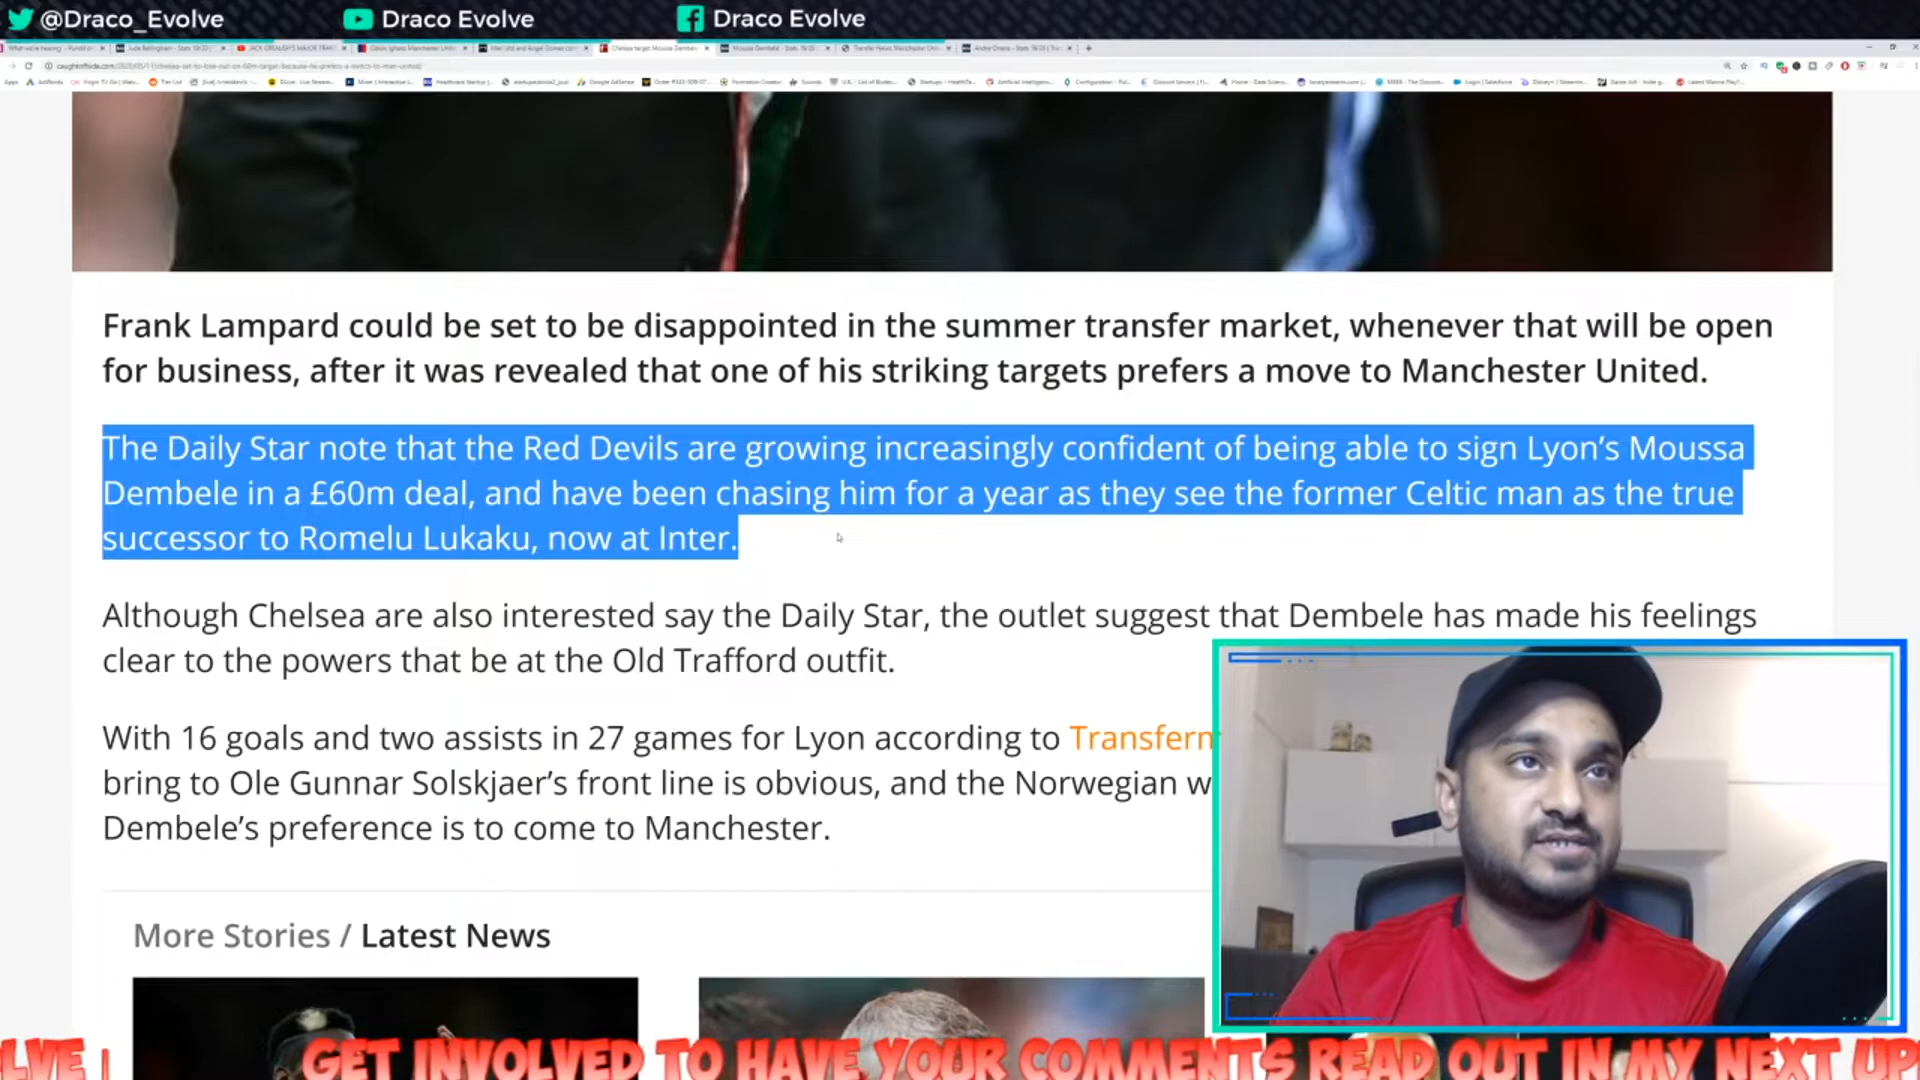 @Draco_Evolve
Draco Evolve
Draco Evolve
Frank Lampard could be set to be disappointed in the summer transfer market, whenever that will be open
for business, after it was revealed that one of his striking targets prefers a move to Manchester United.
The Daily Star note that the Red Devils are growing increasingly confident of being able to sign Lyon's Moussa
Dembele in a £60m deal, and have been chasing him for a year as they see the former Celtic man as the true
successor to Romelu Lukaku, now at Inter.
Although Chelsea are also interested say the Daily Star, the outlet suggest that Dembele has made his feelings
clear to the powers that be at the Old Trafford outfit.
With 16 goals and two assists in 27 games for Lyon according to Transferm
bring to Ole Gunnar Solskjaer's front line is obvious, and the Norwegian w
Dembele's preference is to come to Manchester.
More Stories / Latest News
OLVE | GET INVOLVED TO HAVE YOUR COMMENTS READ OUT IN MY NEXT UP